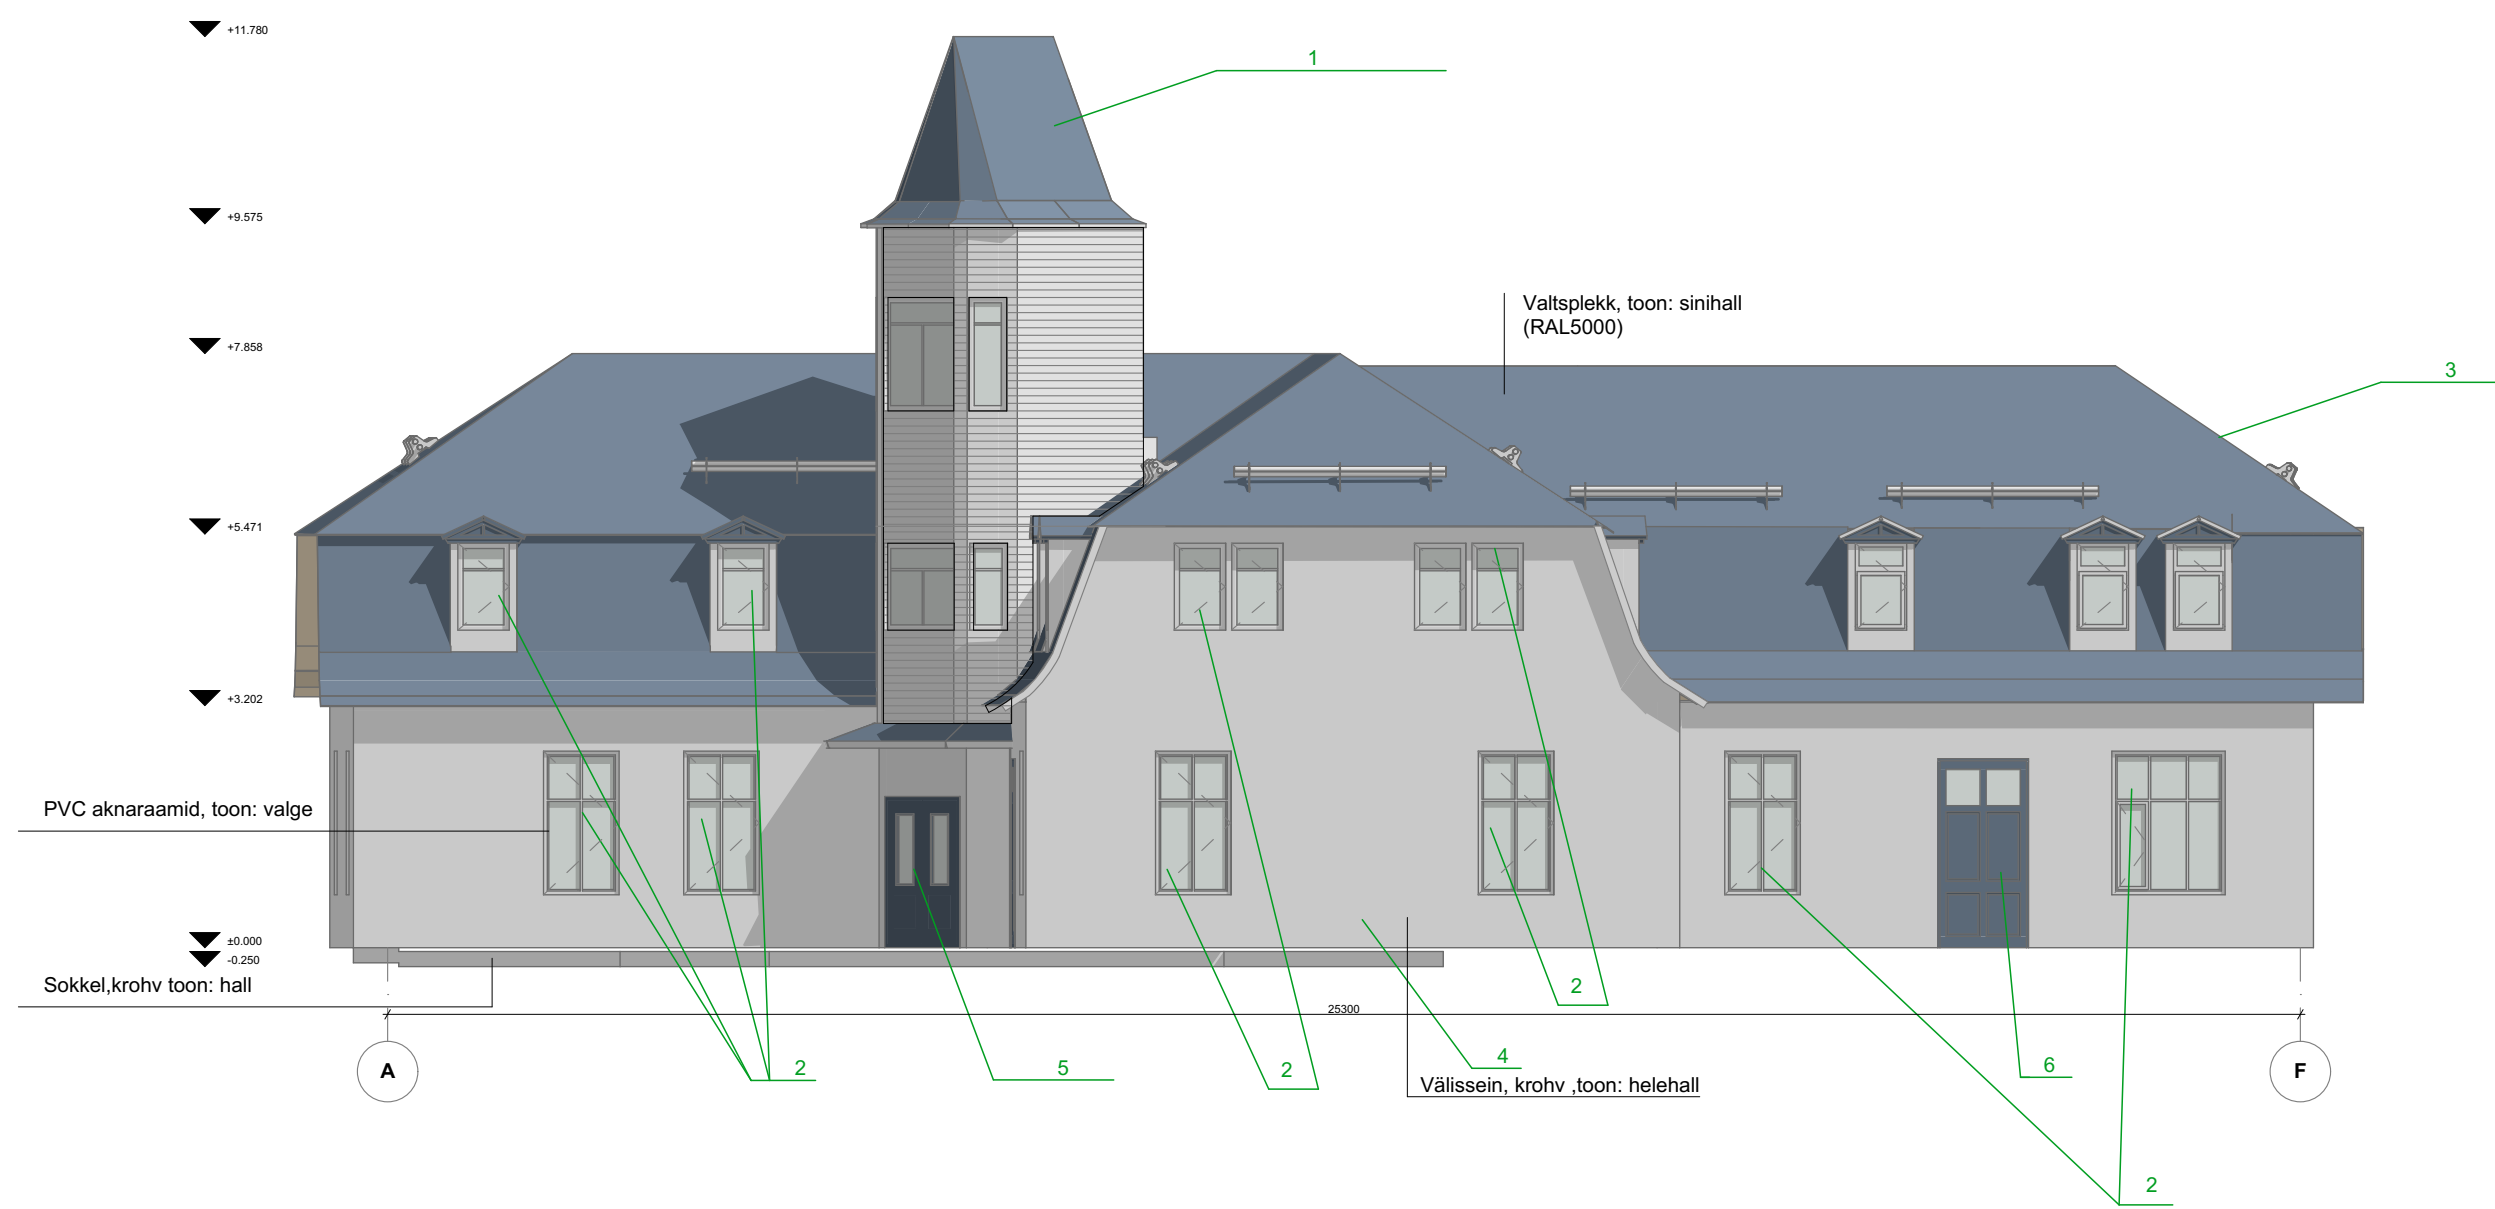 +11.780
1
+9.575
Valtsplekk, toon: sinihall
(RAL5000)
+7.858
3
+5.471
+3.202
PVC aknaraamid, toon: valge
±0.000
-0.250
Sokkel,krohv toon: hall
2
25300
4
2
5
2
6
A
F
Välissein, krohv ,toon: helehall
2